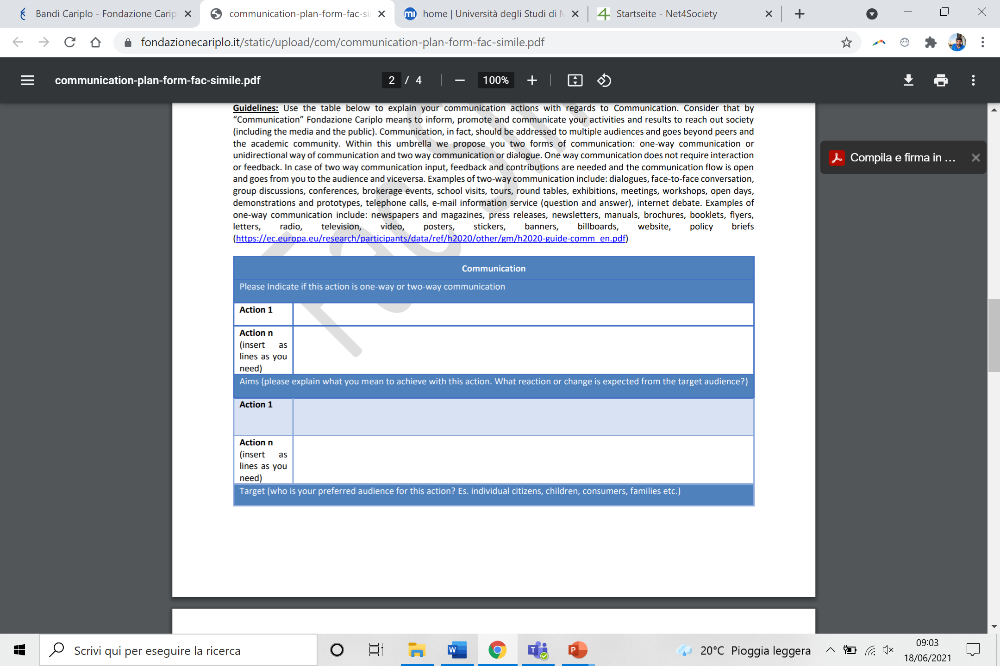 Bandi Cariplo - Fondazione Carip
communication-plan-form-fac-si
home | Università degli Studi di M
Startseite - Net4Society
fondazionecariplo.it/static/upload/com/communication-plan-form-fac-simile.pdf
communication-plan-form-fac-simile.pdf
2 / 4
100%
Guidelines: Use the table below to explain your communication actions with regards to Communication. Consider that by
“Communication” Fondazione Cariplo means to inform, promote and communicate your activities and results to reach out society
(including the media and the public). Communication, in fact, should be addressed to multiple audiences and goes beyond peers and
the academic community. Within this umbrella we propose you two forms of communication: one-way communication or
unidirectional way of communication and two way communication or dialogue. One way communication does not require interaction
or feedback. In case of two way communication input, feedback and contributions are needed and the communication flow is open
and goes from you to the audience and viceversa. Examples of two-way communication include: dialogues, face-to-face conversation,
group discussions, conferences, brokerage events, school visits, tours, round tables, exhibitions, meetings, workshops, open days,
demonstrations and prototypes, telephone calls, e-mail information service (question and answer), internet debate. Examples of
one-way communication include: newspapers and magazines, press releases, newsletters, manuals, brochures, booklets, flyers,
letters, radio, television, video, posters, stickers, banners, billboards, website, policy briefs
(https://ec.europa.eu/research/participants/data/ref/h2020/other/gm/h2020-guide-comm_en.pdf)
Compila e firma in ...
Communication
Please Indicate if this action is one-way or two-way communication
Action 1
Action n
(insert as
lines as you
need)
Aims (please explain what you mean to achieve with this action. What reaction or change is expected from the target audience?)
Action 1
Action n
(insert as
lines as you
need)
Target (who is your preferred audience for this action? Es. individual citizens, children, consumers, families etc.)
Scrivi qui per eseguire la ricerca
20°C Pioggia leggera
09:03
18/06/2021